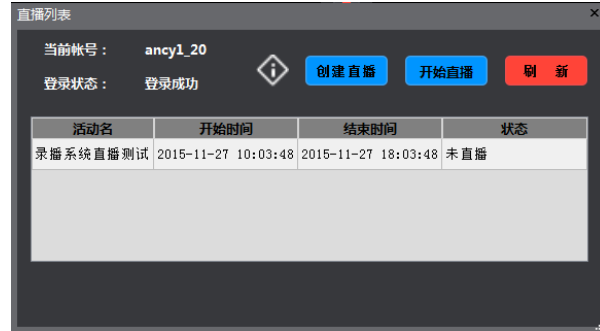 直播列表
当前帐号： ancy1_20
登录状态： 登录成功
创建直播 开始直播 刷 新
活动名 开始时间 结束时间 状态
录播系统直播测试 2015-11-27 10:03:48 2015-11-27 18:03:48 未直播